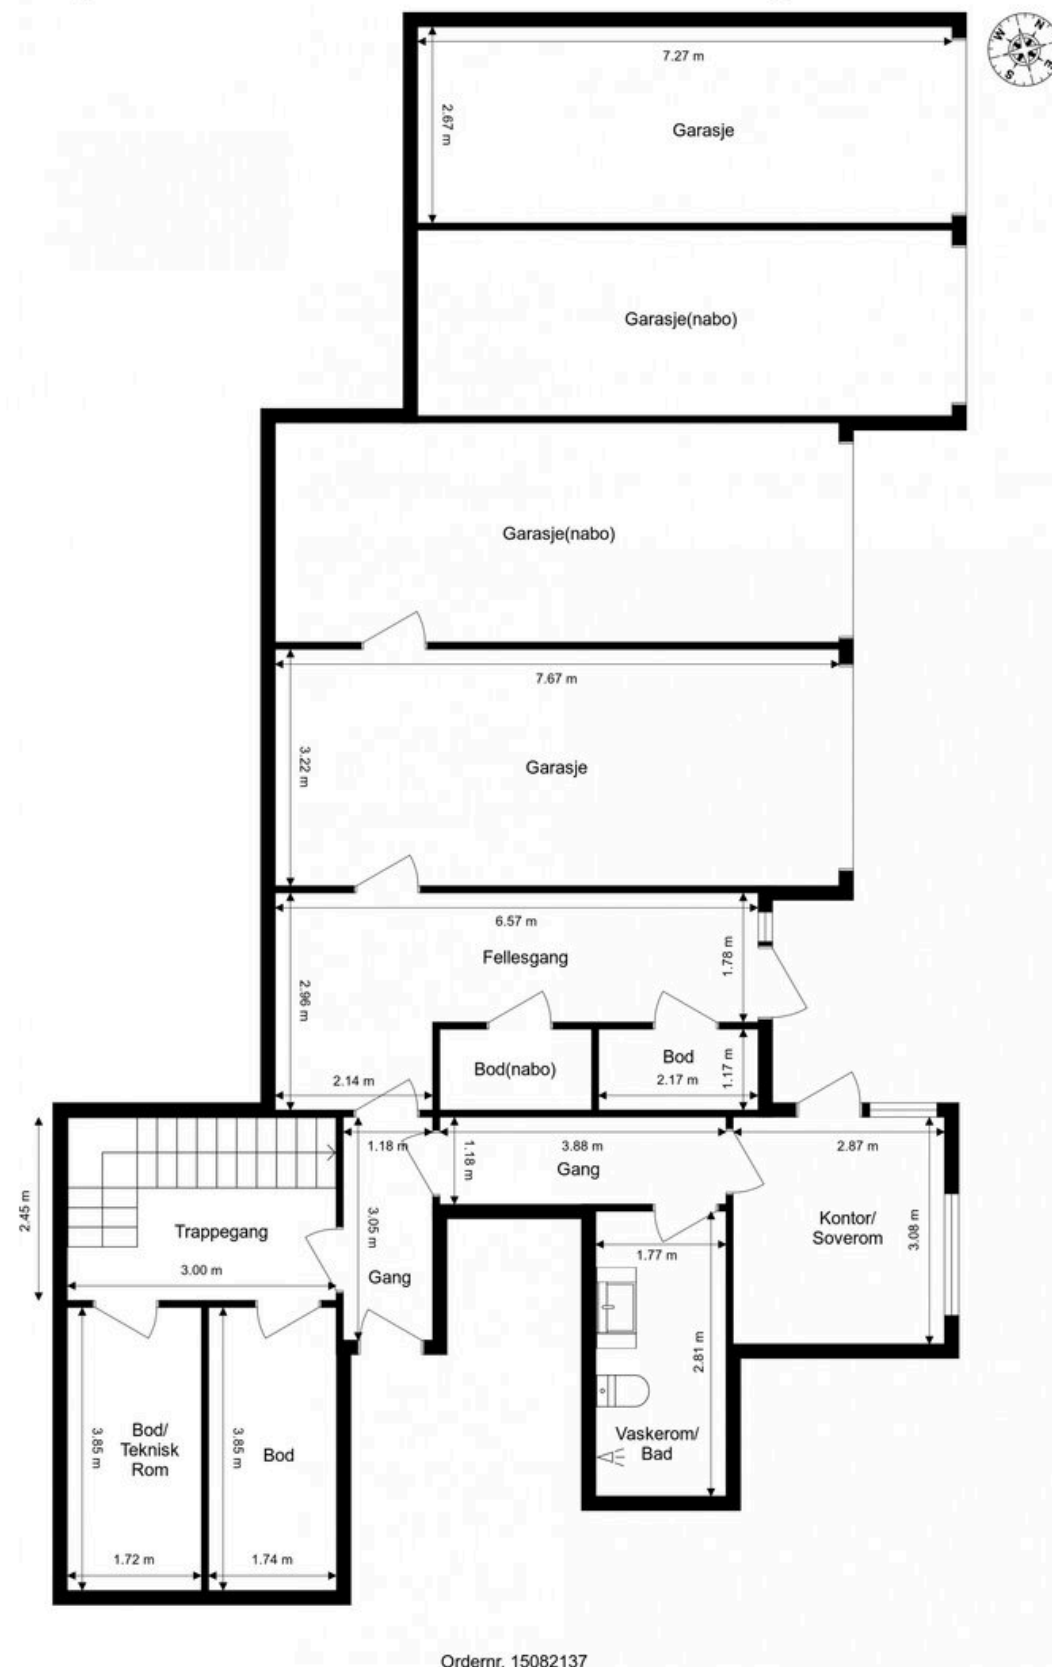 N
W
E
S
7.27 m
2.67 m
Garasje
Garasje(nabo)
Garasje(nabo)
7.67 m
3.22 m
Garasje
6.57 m
1.78 m
Fellesgang
2.96 m
Bod(nabo)
Bod
2.17 m
1.17 m
2.14 m
1.18 m
1.18 m
3.88 m
2.87 m
Gang
2.45 m
Trappegang
3.05 m
Kontor/
Soverom
3.08 m
1.77 m
3.00 m
Gang
2.81 m
Bod/
Teknisk
Rom
3.85 m
Bod
3.85 m
Vaskerom/
Bad
1.72 m
1.74 m
Ordernr. 15082137